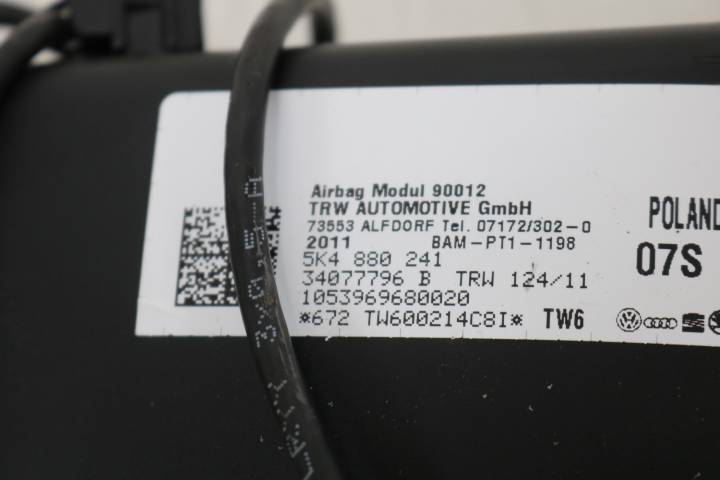 Airbag Modul 90012
TRW AUTOMOTIVE GmbH
73553 ALFDORF Tel. 07172/302-0
2011 BAM-PT1-1198
5K4 880 241
34077796 B TRW 124/11
1053969680020
*672 TW600214C8I* TW6
POLAND
07S